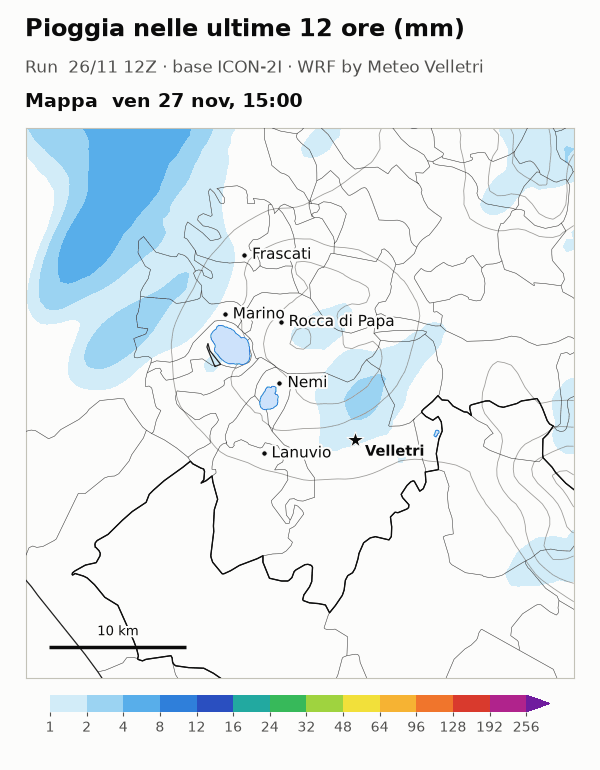 Pioggia nelle ultime 12 ore (mm)
Run  26/11 12Z · base ICON-2I · WRF by Meteo Velletri
Mappa  ven 27 nov, 15:00
Frascati
Marino
Rocca di Papa
Nemi
Velletri
Lanuvio
10 km
1 2 4 8 12 16 24 32 48 64 96 128 192 256